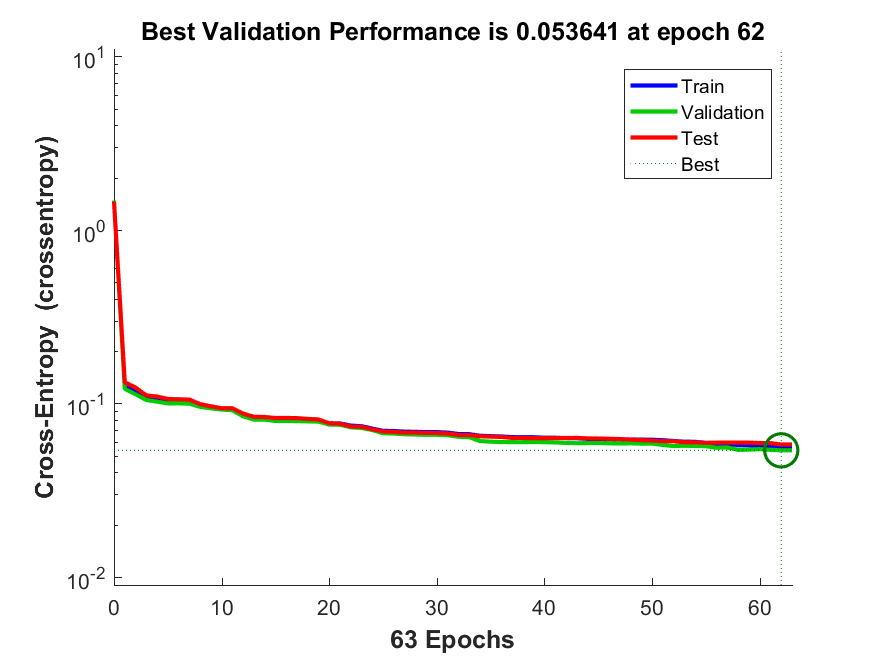 Best Validation Performance is 0.053641 at epoch 62
Cross-Entropy (crossentropy)
10^1
10^0
10^-1
10^-2
Train
Validation
Test
Best
0 10 20 30 40 50 60
63 Epochs